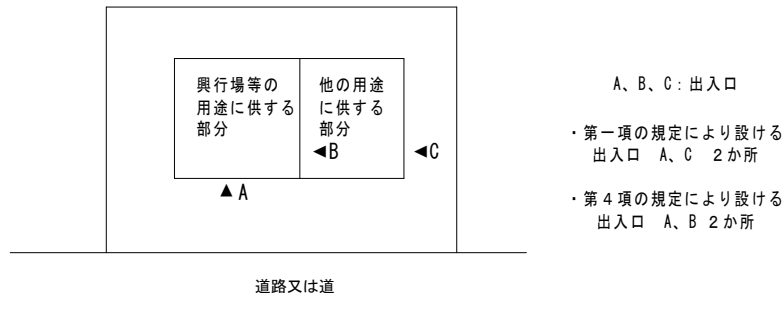 興行場等の
用途に供する
部分
他の用途
に供する
部分
◄B
◄C
▲A
道路又は道
A、B、C：出入口
・第一項の規定により設ける
出入口 A、C 2か所
・第4項の規定により設ける
出入口 A、B 2か所